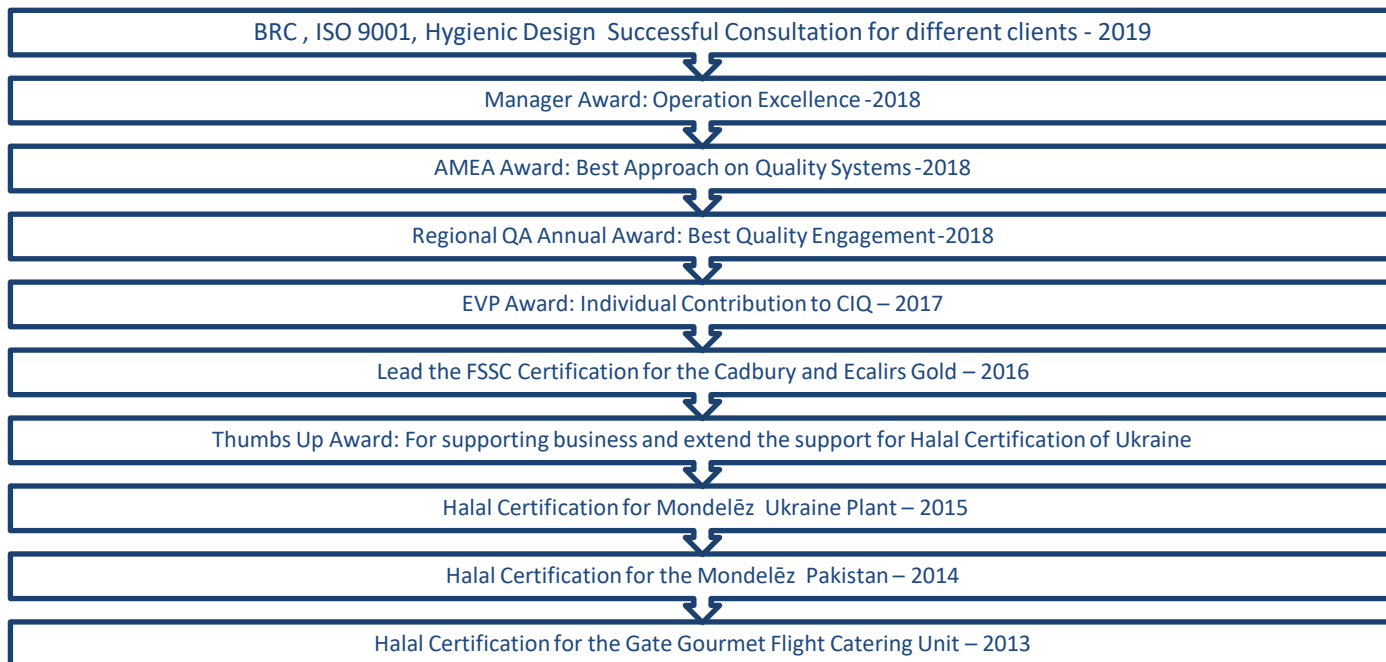 BRC , ISO 9001, Hygienic Design Successful Consultation for different clients - 2019
Manager Award: Operation Excellence -2018
AMEA Award: Best Approach on Quality Systems -2018
Regional QA Annual Award: Best Quality Engagement -2018
EVP Award: Individual Contribution to CIQ – 2017
Lead the FSSC Certification for the Cadbury and Ecalirs Gold – 2016
Thumbs Up Award: For supporting business and extend the support for Halal Certification of Ukraine
Halal Certification for Mondelēz Ukraine Plant – 2015
Halal Certification for the Mondelēz Pakistan – 2014
Halal Certification for the Gate Gourmet Flight Catering Unit – 2013